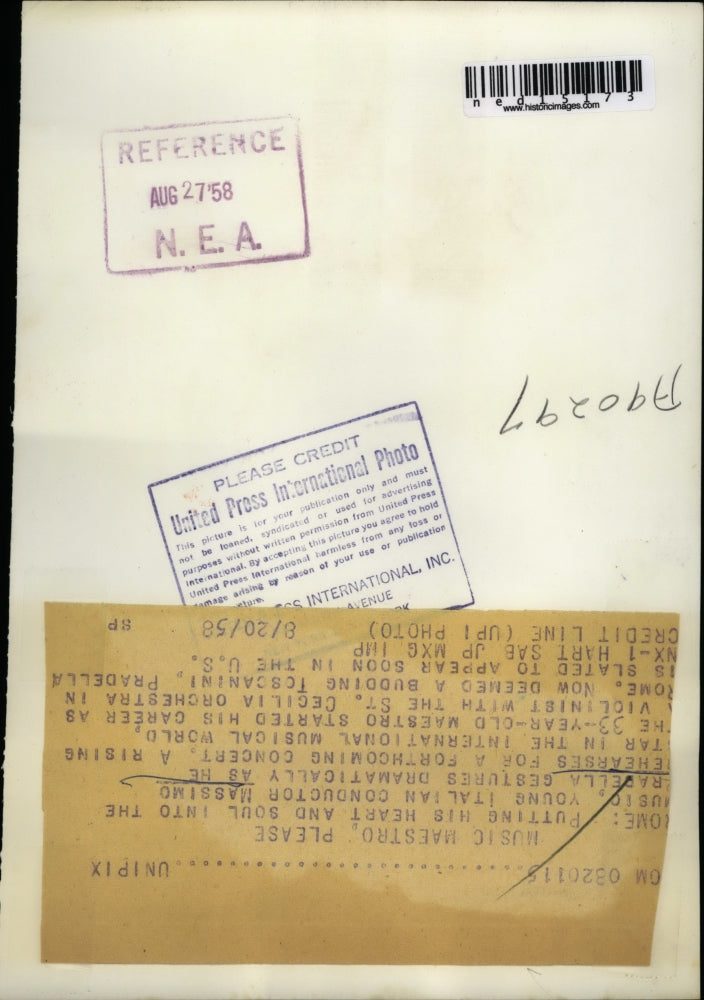 ned15173
www.historicimages.com
REFERENCE
AUG 27 '58
N. E. A.
A90297
PLEASE CREDIT
United Press International Photo
This picture is for your publication only and must
not be loaned, syndicated or used for advertising
purposes without written permission from United Press
International. By accepting this picture you agree to hold
United Press International harmless from any loss or
damage arising by reason of your use or publication
INTERNATIONAL, INC.
AVENUE
GM 082011S.....................UNIPIX
MUSIC MAESTRO, PLEASE
ROME: PUTTING HIS HEART AND SOUL INTO THE
MUSIC, YOUNG ITALIAN CONDUCTOR MASSIMO
PRADELLA GESTURES DRAMATICALLY AS HE
REHEARSES FOR A FORTHCOMING CONCERT. A RISING
STAR IN THE INTERNATIONAL MUSICAL WORLD,
THE 33-YEAR-OLD MAESTRO STARTED HIS CAREER AS
A VIOLINIST WITH THE ST. CECILIA ORCHESTRA IN
ROME. NOW DEEMED A BUDDING TOSCANINI, PRADELLA
IS SLATED TO APPEAR SOON IN THE U.S.
NX-1 HART SAB JP MXG IMP
CREDIT LINE (UPI PHOTO) 8/20/58 SP